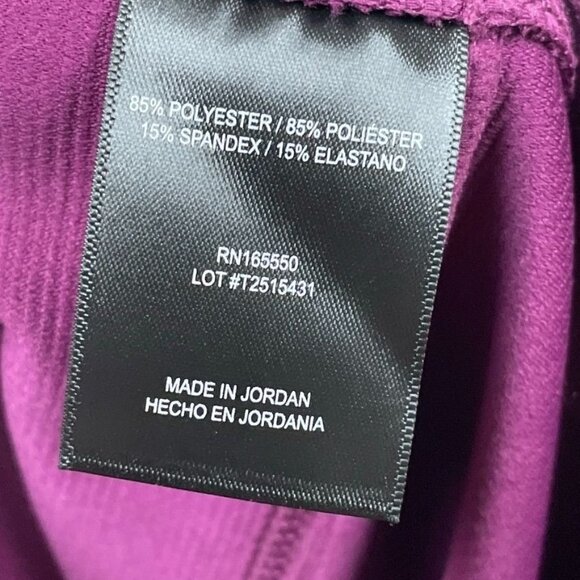 85% POLYESTER / 85% POLIÉSTER
15% SPANDEX / 15% ELASTANO
RN165550
LOT #T2515431
MADE IN JORDAN
HECHO EN JORDANIA